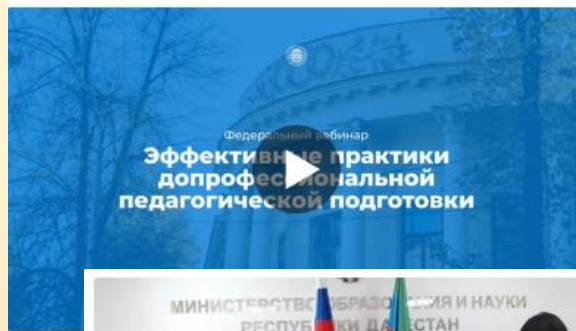 Федеральный вебинар
Эффективные практики
допрофессиональной
педагогической подготовки
МИНИСТЕРСТВО ОБРАЗОВАНИЯ И НАУКИ
РЕСПУБЛИКИ ДАГЕСТАН